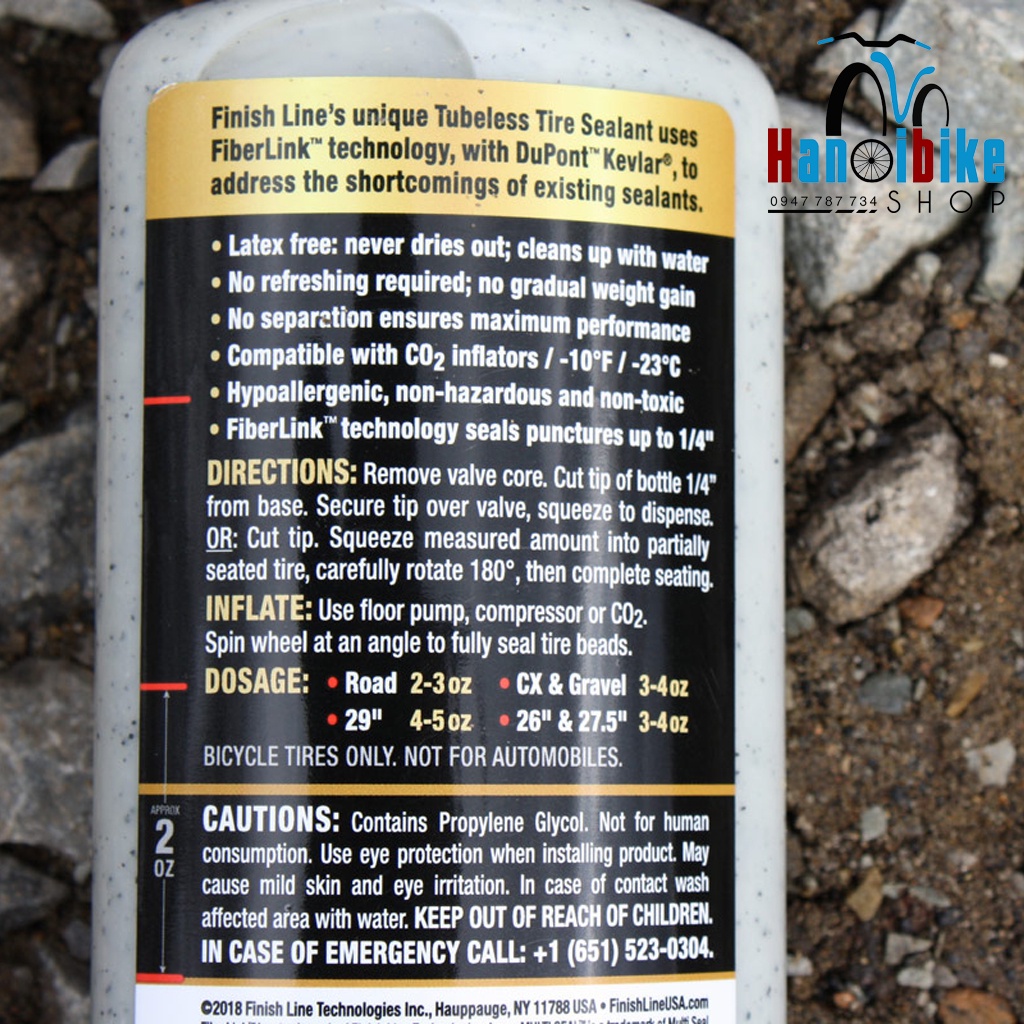 Hanoibike
0947 787 734 SHOP
Finish Line's unique Tubeless Tire Sealant uses
FiberLink™ technology, with DuPont™ Kevlar®, to
address the shortcomings of existing sealants.
• Latex free: never dries out; cleans up with water
• No refreshing required; no gradual weight gain
• No separation ensures maximum performance
• Compatible with CO2 inflators / -10°F / -23°C
• Hypoallergenic, non-hazardous and non-toxic
• FiberLink™ technology seals punctures up to 1/4"
DIRECTIONS: Remove valve core. Cut tip of bottle 1/4"
from base. Secure tip over valve, squeeze to dispense.
OR: Cut tip. Squeeze measured amount into partially
seated tire, carefully rotate 180°, then complete seating.
INFLATE: Use floor pump, compressor or CO2.
Spin wheel at an angle to fully seal tire beads.
DOSAGE: • Road 2-3 oz • CX & Gravel 3-4 oz
• 29" 4-5 oz • 26" & 27.5" 3-4 oz
BICYCLE TIRES ONLY. NOT FOR AUTOMOBILES.
APPROX
2
OZ
CAUTIONS: Contains Propylene Glycol. Not for human
consumption. Use eye protection when installing product. May
cause mild skin and eye irritation. In case of contact wash
affected area with water. KEEP OUT OF REACH OF CHILDREN.
IN CASE OF EMERGENCY CALL: +1 (651) 523-0304.
©2018 Finish Line Technologies Inc., Hauppauge, NY 11788 USA • FinishLineUSA.com